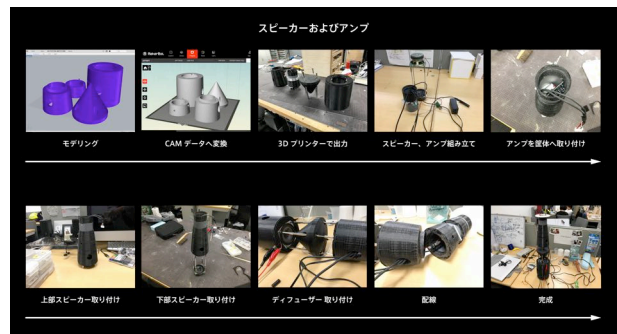 スピーカーおよびアンプ
MakerBot
モデリング
CAM データへ変換
3D プリンターで出力
スピーカー、アンプ組み立て
アンプを筐体へ取り付け
上部スピーカー取り付け
下部スピーカー取り付け
ディフューザー 取り付け
配線
完成